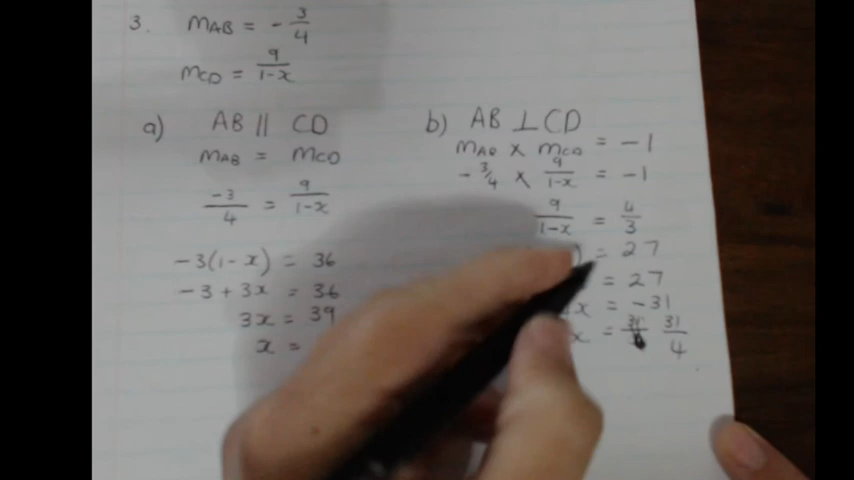 3. mAB = - 3/4
mCD = 9/1-x
a) AB || CD
mAB = mCD
-3/4 = 9/1-x
-3(1-x) = 36
-3+3x = 36
3x = 39
x =
b) AB ⊥ CD
mAB × mCD = -1
-3/4 × 9/1-x = -1
9/1-x = 4/3
) = 27
= 27
x = -31
x = 31/4